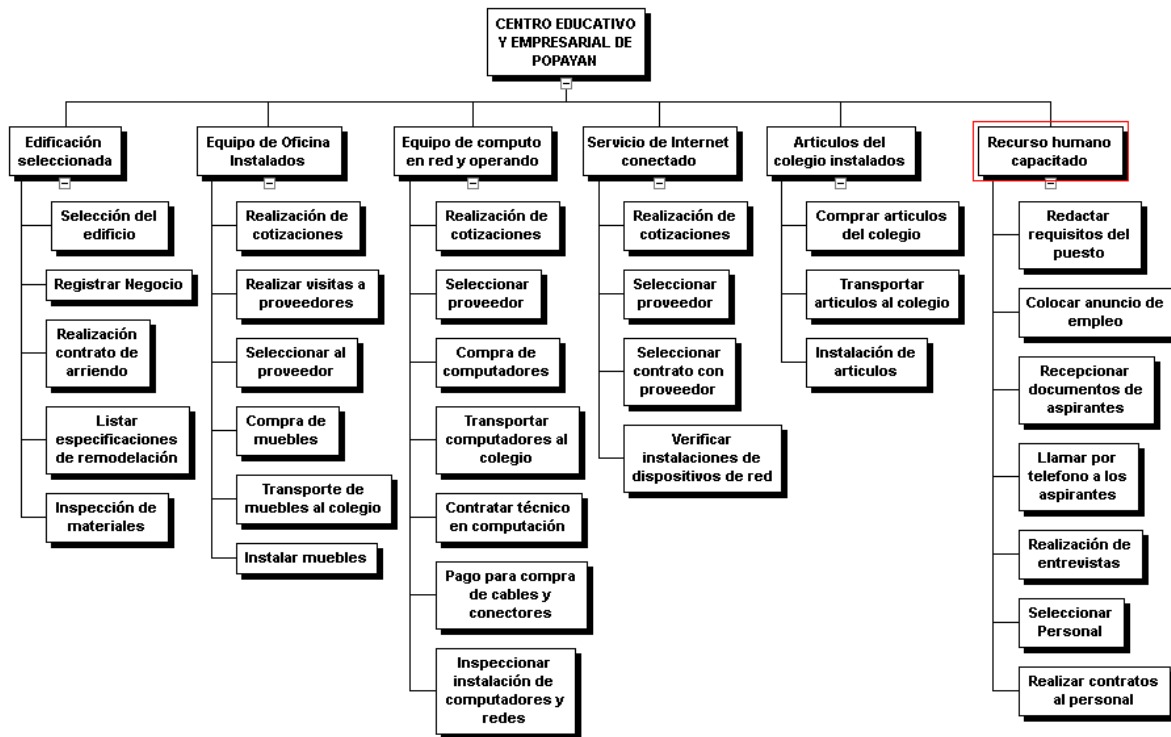 CENTRO EDUCATIVO
Y EMPRESARIAL DE
POPAYAN
Edificación
seleccionada
Selección del
edificio
Registrar Negocio
Realización
contrato de
arriendo
Listar
especificaciones
de remodelación
Inspección de
materiales
Equipo de Oficina
Instalados
Realización de
cotizaciones
Realizar visitas a
proveedores
Seleccionar al
proveedor
Compra de
muebles
Transporte de
muebles al colegio
Instalar muebles
Equipo de computo
en red y operando
Realización de
cotizaciones
Seleccionar
proveedor
Compra de
computadores
Transportar
computadores al
colegio
Contratar técnico
en computación
Pago para compra
de cables y
conectores
Inspeccionar
instalación de
computadores y
redes
Servicio de Internet
conectado
Realización de
cotizaciones
Seleccionar
proveedor
Seleccionar
contrato con
proveedor
Verificar
instalaciones de
dispositivos de red
Articulos del
colegio instalados
Comprar articulos
del colegio
Transportar
articulos al colegio
Instalación de
articulos
Recurso humano
capacitado
Redactar
requisitos del
puesto
Colocar anuncio de
empleo
Recepcionar
documentos de
aspirantes
Llamar por
telefono a los
aspirantes
Realización de
entrevistas
Seleccionar
Personal
Realizar contratos
al personal